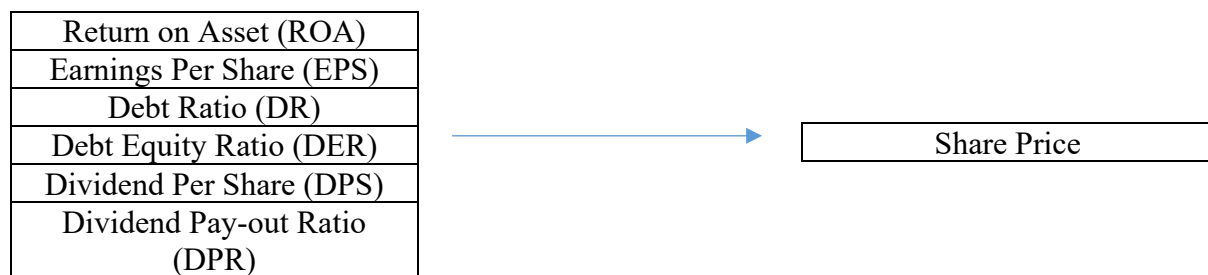 Return on Asset (ROA)
Earnings Per Share (EPS)
Debt Ratio (DR)
Debt Equity Ratio (DER)
Share Price
Dividend Per Share (DPS)
Dividend Pay-out Ratio
(DPR)